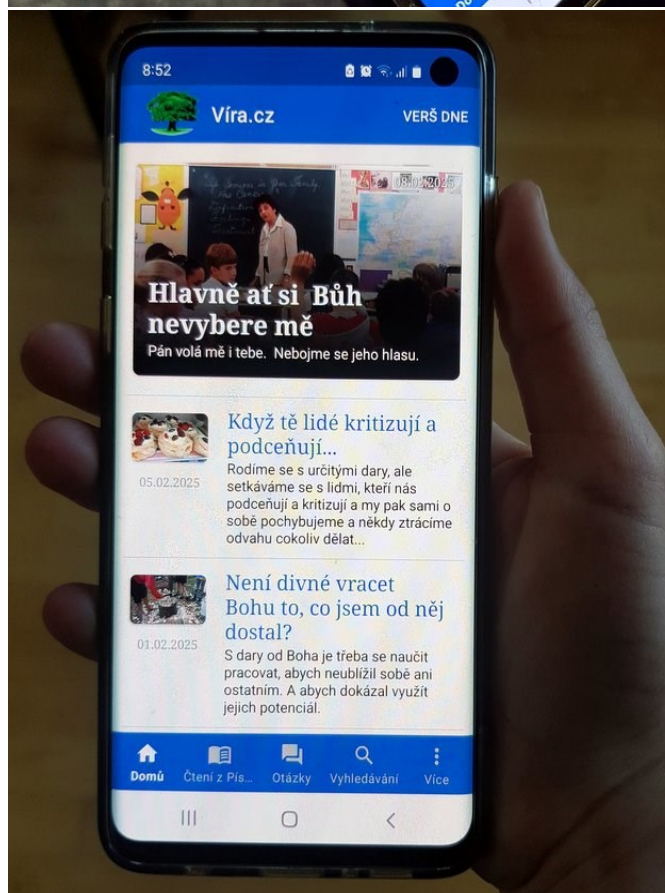 8:52
Víra.cz
VERŠ DNE
08.02.2025
Hlavně ať si Bůh
nevybere mě
Pán volá mě i tebe. Nebojme se jeho hlasu.
Když tě lidé kritizují a
podceňují...
Rodíme se s určitými dary, ale
setkáváme se s lidmi, kteří nás
podceňují a kritizují a my pak sami o
sobě pochybujeme a někdy ztrácíme
odvahu cokoliv dělat...
05.02.2025
Není divné vracet
Bohu to, co jsem od něj
dostal?
S dary od Boha je třeba se naučit
pracovat, abych neublížil sobě ani
ostatním. A abych dokázal využít
jejich potenciál.
01.02.2025
Domů
Čtení z Pís...
Otázky
Vyhledávání
Více